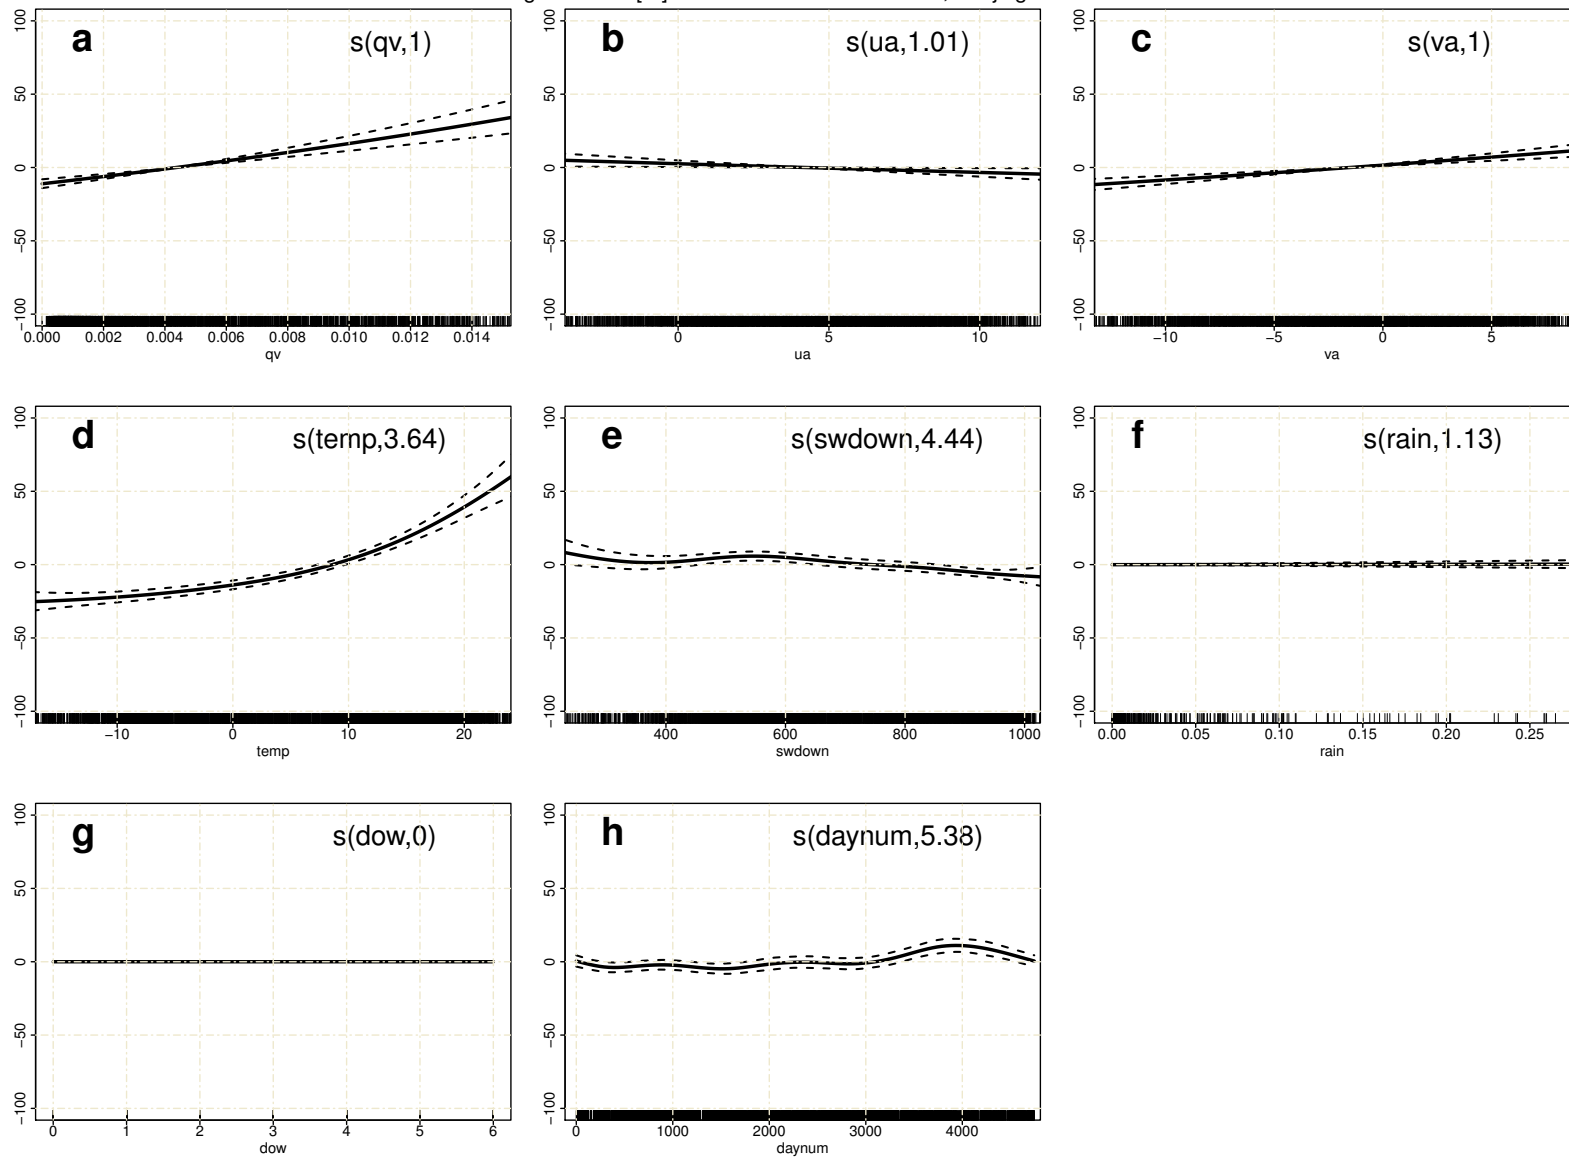 a
s(qv,1)
100
50
0
−50
−100
0.000 0.002 0.004 0.006 0.008 0.010 0.012 0.014
qv
b
s(ua,1.01)
100
50
0
−50
−100
0 5 10
ua
c
s(va,1)
100
50
0
−50
−100
−10 −5 0 5
va
d
s(temp,3.64)
100
50
0
−50
−100
−10 0 10 20
temp
e
s(swdown,4.44)
100
50
0
−50
−100
400 600 800 1000
swdown
f
s(rain,1.13)
100
50
0
−50
−100
0.00 0.05 0.10 0.15 0.20 0.25
rain
g
s(dow,0)
100
50
0
−50
−100
0 1 2 3 4 5 6
dow
h
s(daynum,5.38)
100
50
0
−50
−100
0 1000 2000 3000 4000
daynum